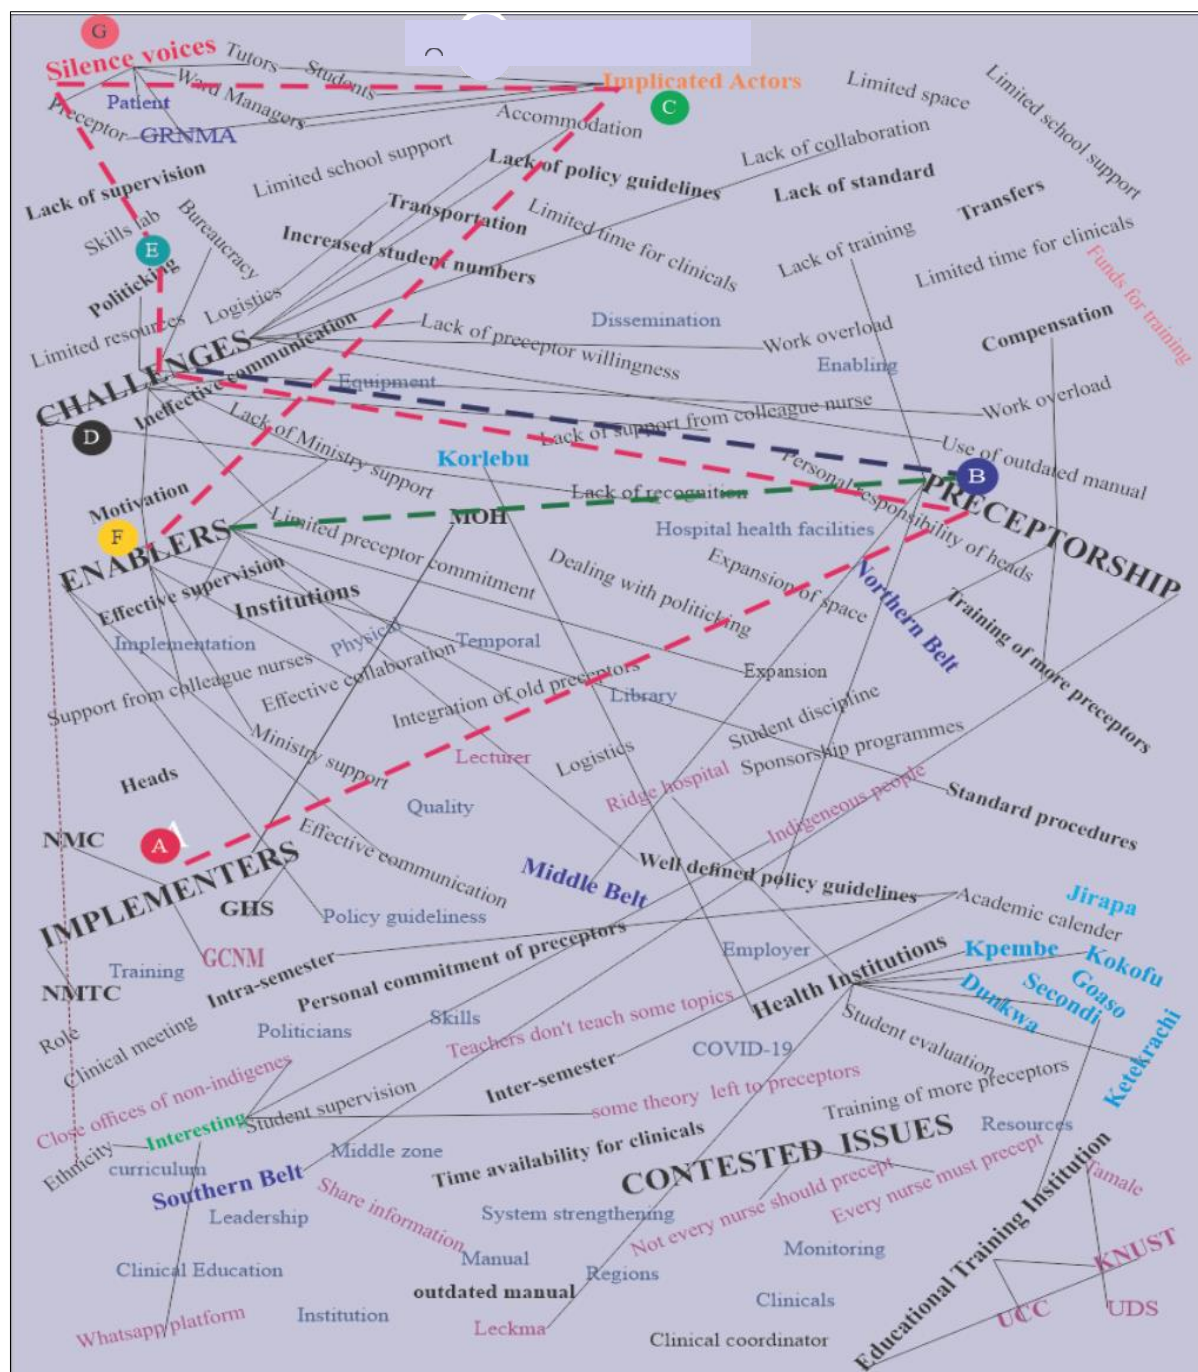 G
Silence voices
Tutors
Students
Implicated Actors
Ward Managers
Patient
Preceptor
GRNMA
C
Limited space
Limited school support
Accommodation
Lack of collaboration
Limited school support
Lack of policy guidelines
Lack of standard
Lack of supervision
Transportation
Transfers
Skills lab
Bureaucracy
E
Increased student numbers
Limited time for clinicals
Lack of training
Limited time for clinicals
Funds for training
Politicking
Logistics
Limited resources
Dissemination
Lack of preceptor willingness
Work overload
Compensation
Enabling
CHALLENGES
Ineffective communication
Equipment
Work overload
D
Lack of Ministry support
Lack of support from colleague nurse
Use of outdated manual
Korlebu
B
Personal responsibility of heads
PRECEPTORSHIP
Motivation
Lack of recognition
MOH
F
ENABLERS
Limited preceptor commitment
Hospital health facilities
Effective supervision
Institutions
Dealing with politicking
Expansion of space
Northern Belt
Training of more preceptors
Implementation
Physical
Temporal
Support from colleague nurses
Effective collaboration
Integration of old preceptors
Expansion
Library
Student discipline
Ministry support
Lecturer
Logistics
Sponsorship programmes
Heads
Ridge hospital
Quality
Indigeneous people
Standard procedures
NMC
A
Effective communication
IMPLEMENTERS
Well defined policy guidelines
Middle Belt
GHS
Policy guideliness
Academic calender
Jirapa
GCNM
Training
Intra-semester
Personal commitment of preceptors
Employer
Health Institutions
Kpembe
Kokofu
Goaso
Secondi
Dunkwa
Ketekrachi
NMTC
Role
Clinical meeting
Politicians
Skills
Teachers don't teach some topics
COVID-19
Student evaluation
Close offices of non-indigenes
Interesting
Student supervision
Inter-semester
some theory left to preceptors
Training of more preceptors
Resources
Ethnicity
curriculum
Middle zone
Time availability for clinicals
CONTESTED ISSUES
Southern Belt
Share information
Not every nurse should precept
Every nurse must precept
Educational Training Institution
Tamale
Leadership
System strengthening
Manual
Monitoring
Clinical Education
Regions
KNUST
outdated manual
Clinicals
UCC
UDS
Whatsapp platform
Institution
Leckma
Clinical coordinator